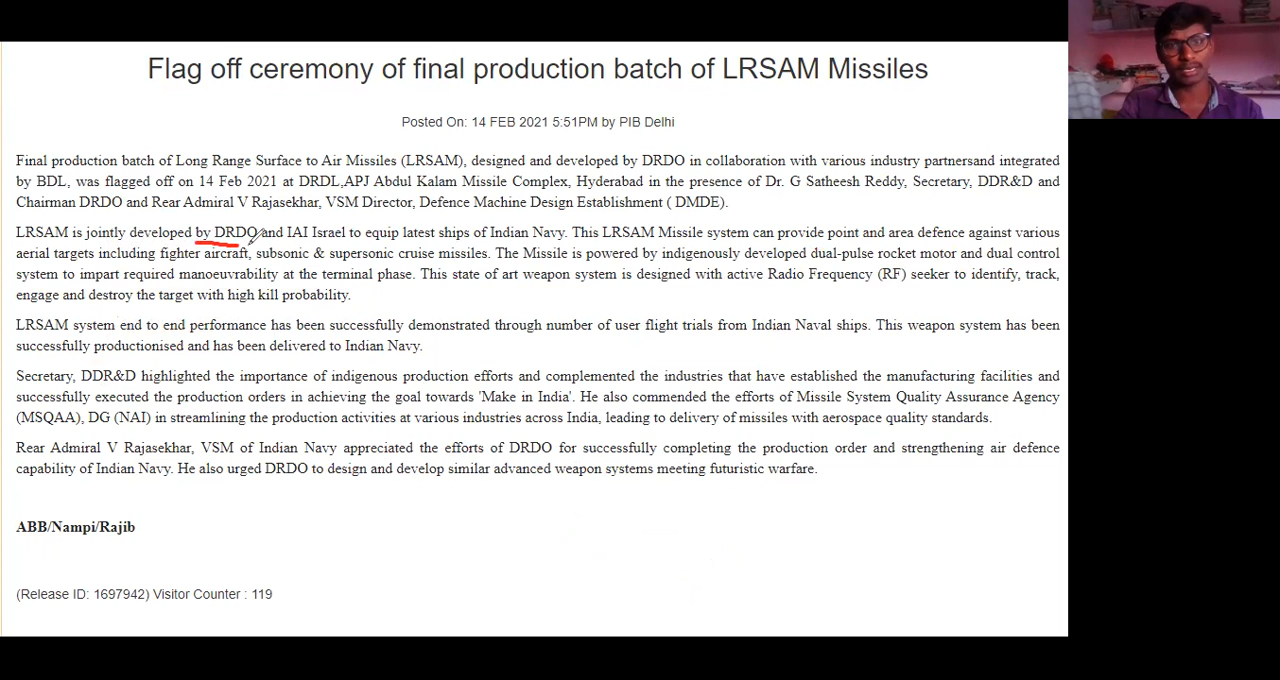 Flag off ceremony of final production batch of LRSAM Missiles
Posted On: 14 FEB 2021 5:51PM by PIB Delhi
Final production batch of Long Range Surface to Air Missiles (LRSAM), designed and developed by DRDO in collaboration with various industry partnersand integrated
by BDL, was flagged off on 14 Feb 2021 at DRDL,APJ Abdul Kalam Missile Complex, Hyderabad in the presence of Dr. G Satheesh Reddy, Secretary, DDR&D and
Chairman DRDO and Rear Admiral V Rajasekhar, VSM Director, Defence Machine Design Establishment ( DMDE).
LRSAM is jointly developed by DRDO and IAI Israel to equip latest ships of Indian Navy. This LRSAM Missile system can provide point and area defence against various
aerial targets including fighter aircraft, subsonic & supersonic cruise missiles. The Missile is powered by indigenously developed dual-pulse rocket motor and dual control
system to impart required manoeuvrability at the terminal phase. This state of art weapon system is designed with active Radio Frequency (RF) seeker to identify, track,
engage and destroy the target with high kill probability.
LRSAM system end to end performance has been successfully demonstrated through number of user flight trials from Indian Naval ships. This weapon system has been
successfully productionised and has been delivered to Indian Navy.
Secretary, DDR&D highlighted the importance of indigenous production efforts and complemented the industries that have established the manufacturing facilities and
successfully executed the production orders in achieving the goal towards 'Make in India'. He also commended the efforts of Missile System Quality Assurance Agency
(MSQAA), DG (NAI) in streamlining the production activities at various industries across India, leading to delivery of missiles with aerospace quality standards.
Rear Admiral V Rajasekhar, VSM of Indian Navy appreciated the efforts of DRDO for successfully completing the production order and strengthening air defence
capability of Indian Navy. He also urged DRDO to design and develop similar advanced weapon systems meeting futuristic warfare.
ABB/Nampi/Rajib
(Release ID: 1697942) Visitor Counter : 119